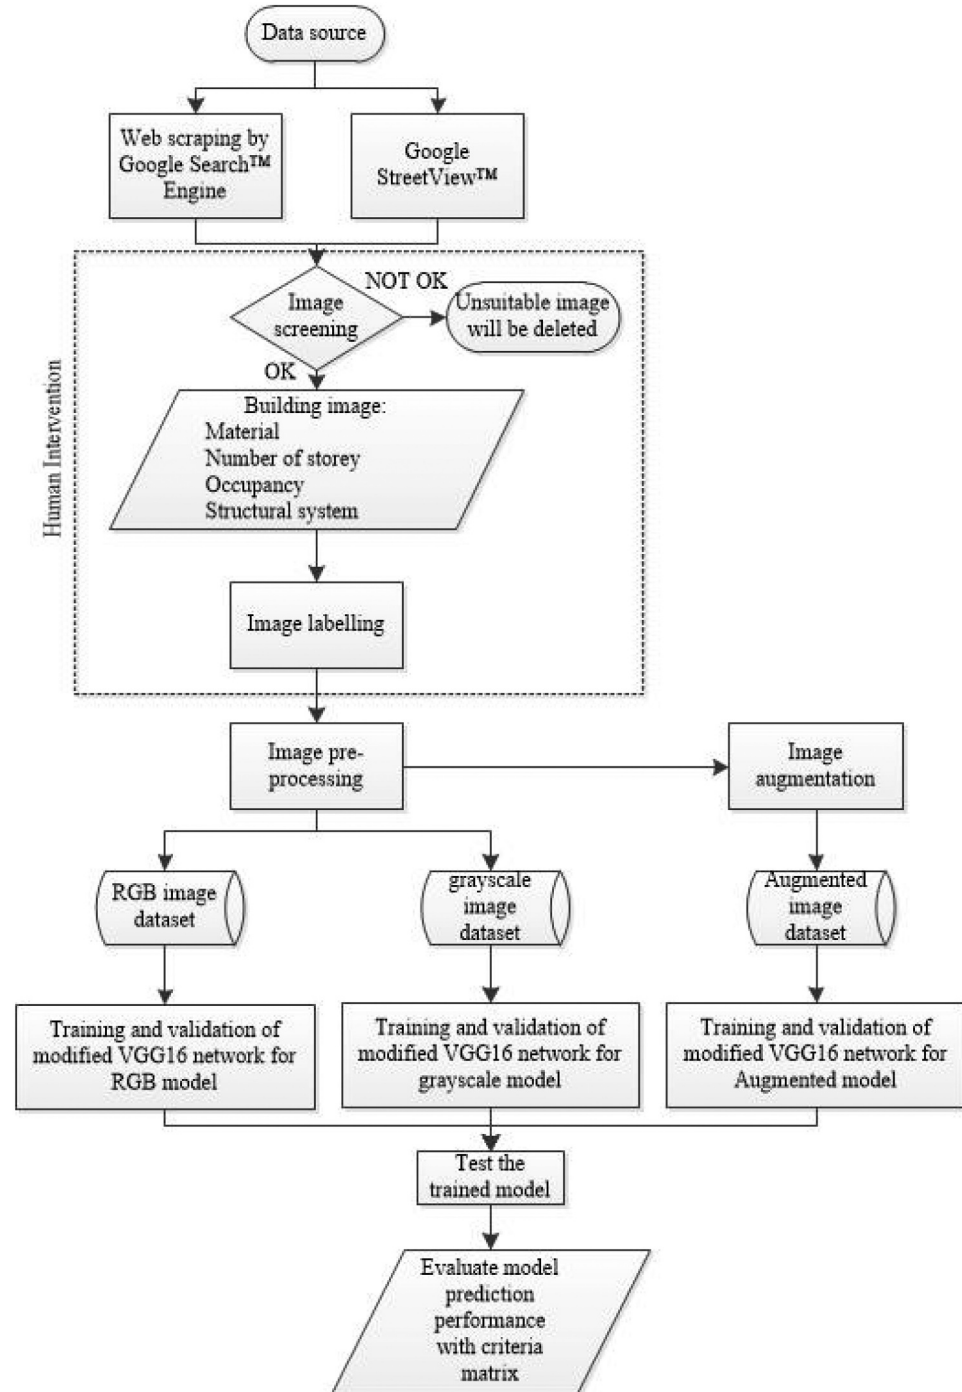 Data source
Web scraping by
Google Search™
Engine
Google
StreetView™
Human Intervention
Image
screening
NOT OK
Unsuitable image
will be deleted
OK
Building image:
Material
Number of storey
Occupancy
Structural system
Image labelling
Image pre-
processing
Image
augmentation
RGB image
dataset
grayscale
image
dataset
Augmented
image
dataset
Training and validation of
modified VGG16 network for
RGB model
Training and validation of
modified VGG16 network for
grayscale model
Training and validation of
modified VGG16 network for
Augmented model
Test the
trained model
Evaluate model
prediction
performance
with criteria
matrix